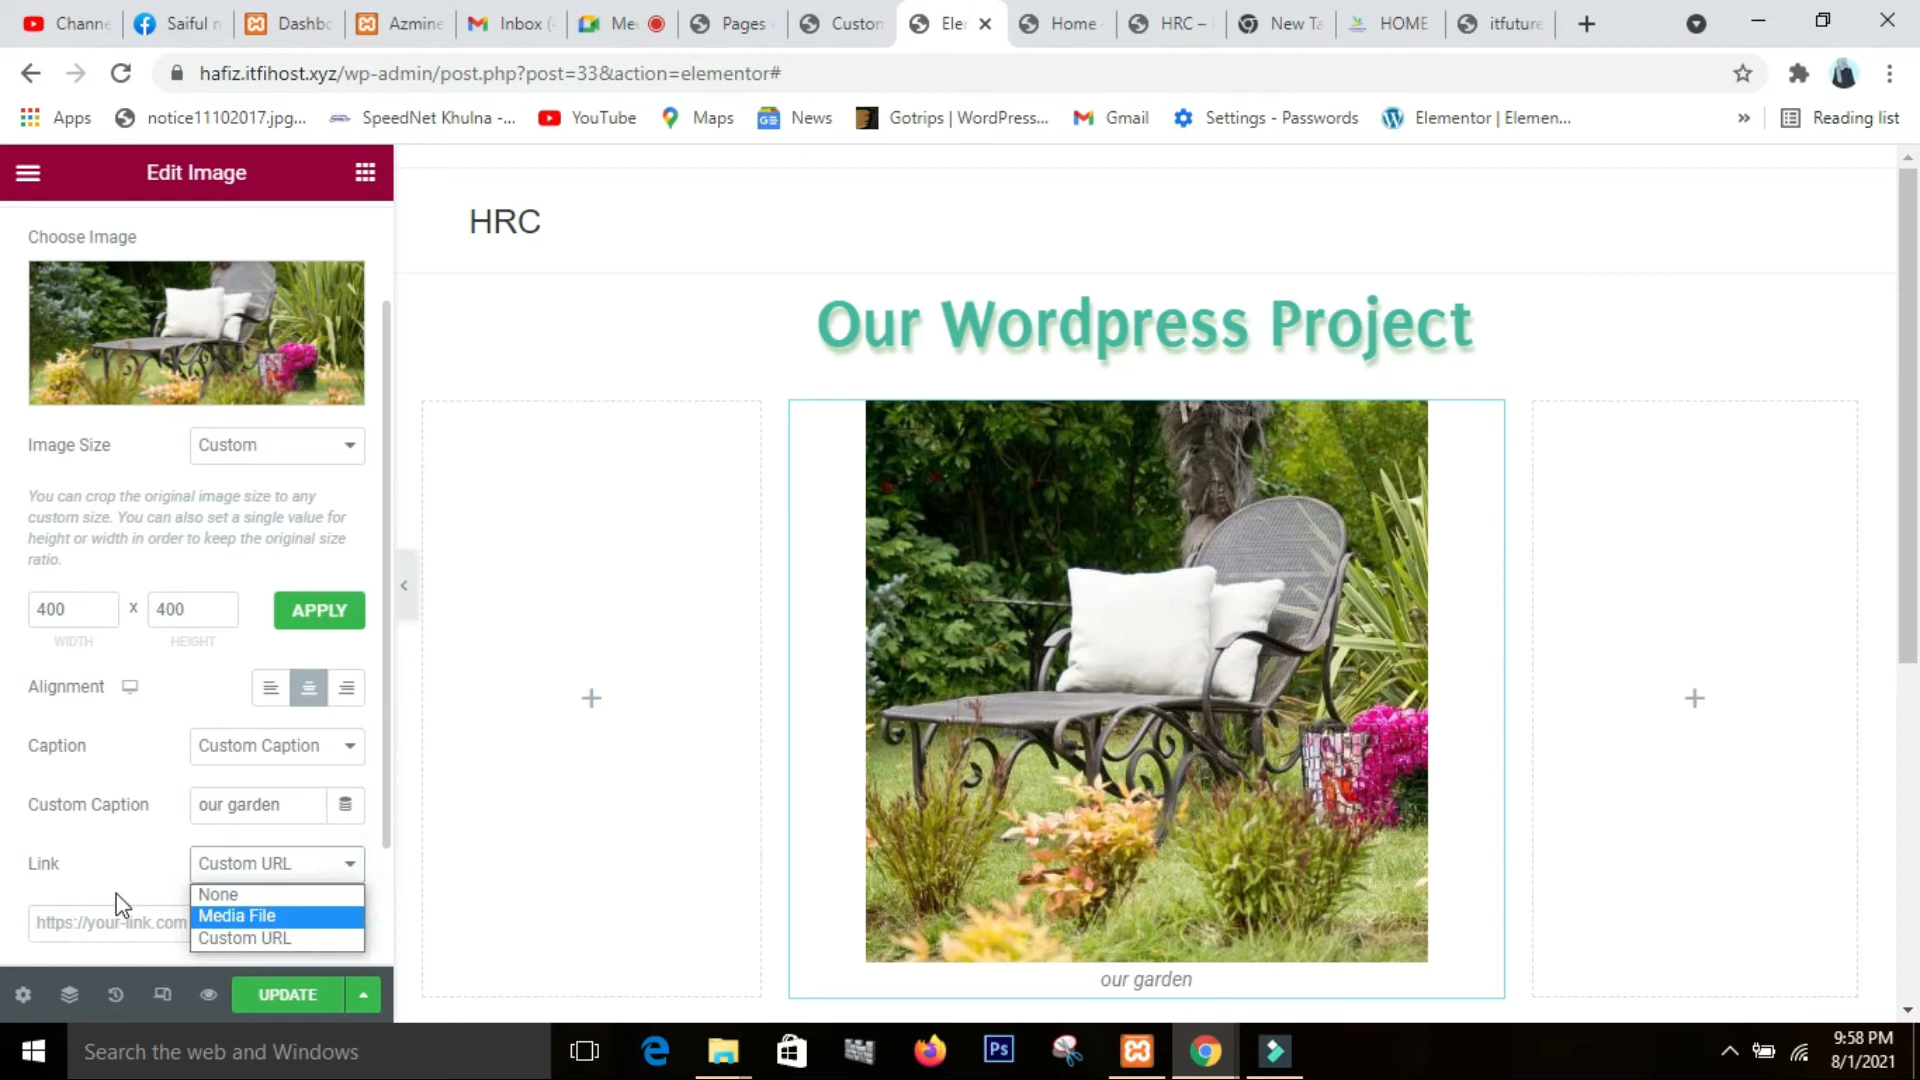 Channe
Saiful r
Dashbo
Azmine
Inbox (
Mee
Pages
Custon
Eler
Home -
HRC –
New Ta
HOME
itfuture
hafiz.itfihost.xyz/wp-admin/post.php?post=33&action=elementor#
Apps
notice11102017.jpg...
SpeedNet Khulna -...
YouTube
Maps
News
Gotrips | WordPress...
Gmail
Settings - Passwords
Elementor | Elemen...
»
Reading list
Edit Image
Choose Image
Image Size
Custom
You can crop the original image size to any
custom size. You can also set a single value for
height or width in order to keep the original size
ratio.
400 x 400
APPLY
WIDTH
HEIGHT
Alignment
Caption
Custom Caption
Custom Caption
our garden
Link
Custom URL
None
Media File
Custom URL
https://your-link.com
UPDATE
HRC
Our Wordpress Project
our garden
Search the web and Windows
Ps
9:58 PM
8/1/2021